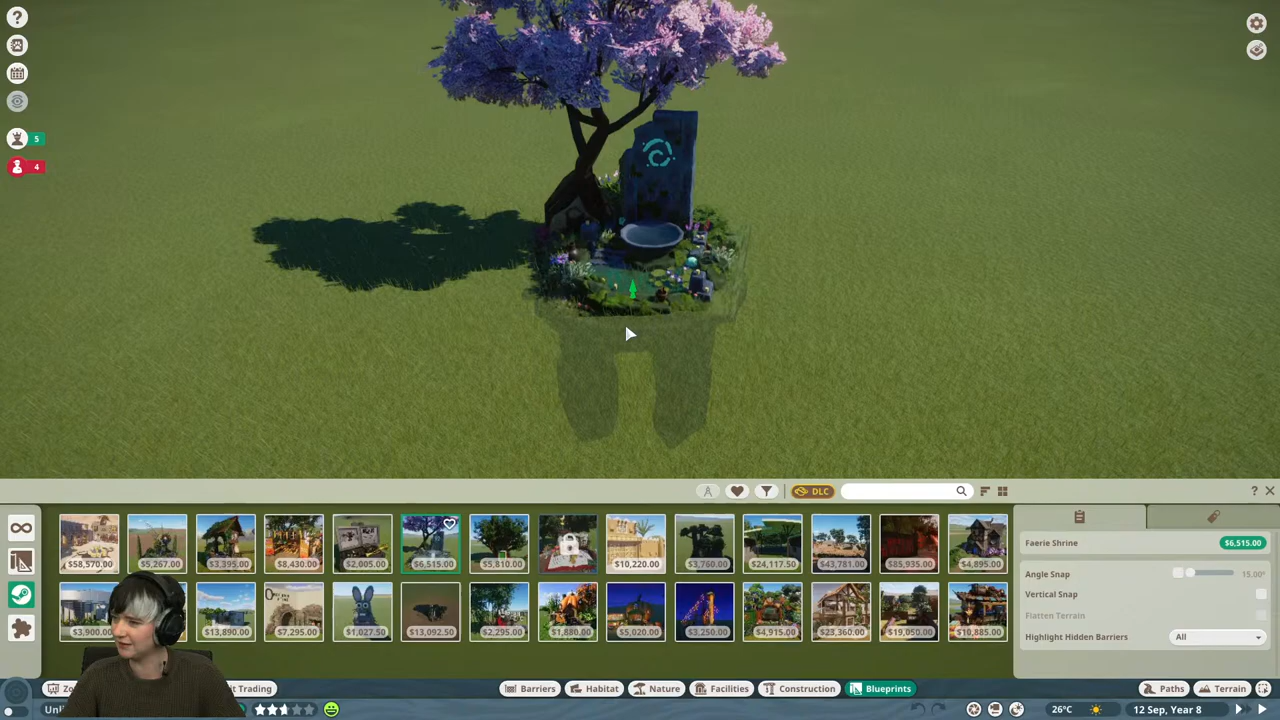 ?
5
4
DLC
? X
$58,570.00 $5,267.00 $3,395.00 $8,430.00 $2,005.00 $6,515.00 $5,810.00 $10,220.00 $3,760.00 $24,117.50 $43,781.00 $85,935.00 $4,895.00
$3,900.00 $13,890.00 $7,295.00 $1,027.50 $13,092.50 $2,295.00 $1,880.00 $5,020.00 $3,250.00 $4,915.00 $23,360.00 $19,050.00 $10,885.00
Faerie Shrine $6,515.00
Angle Snap 15.00°
Vertical Snap
Flatten Terrain
Highlight Hidden Barriers All
Trading Barriers Habitat Nature Facilities Construction Blueprints Paths Terrain
26°C 12 Sep, Year 8